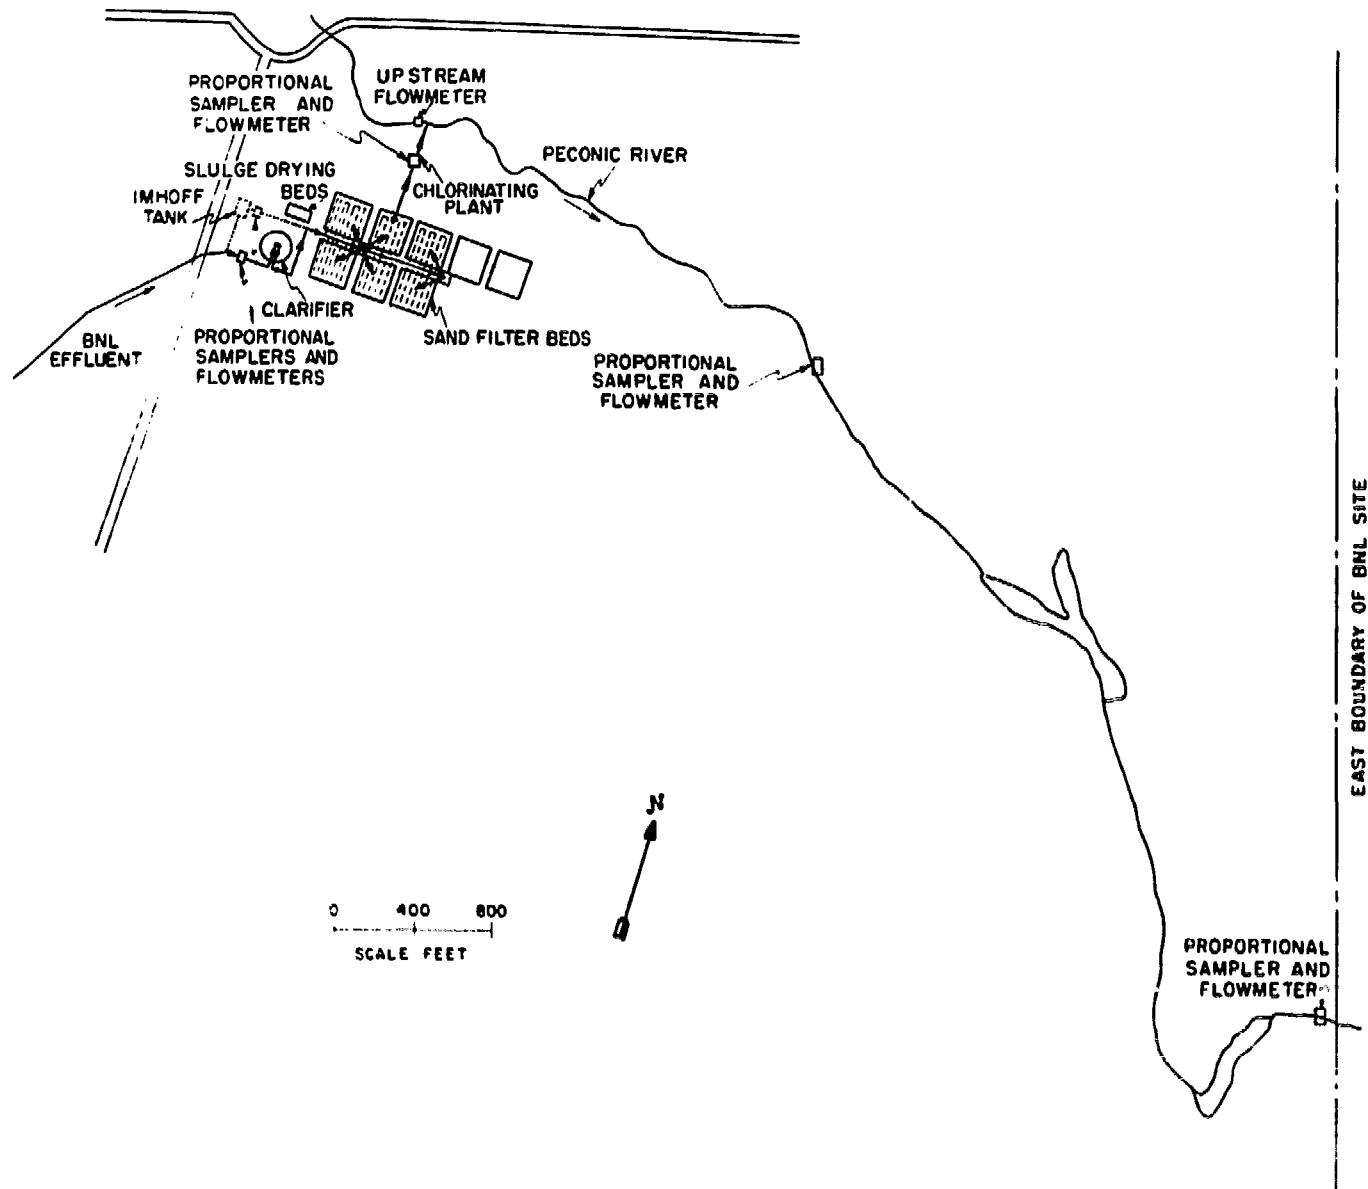 PROPORTIONAL
SAMPLER AND
FLOWMETER
UP STREAM
FLOWMETER
PECONIC RIVER
SLULGE DRYING
BEDS
IMHOFF
TANK
CHLORINATING
PLANT
CLARIFIER
BNL
EFFLUENT
PROPORTIONAL
SAMPLERS AND
FLOWMETERS
SAND FILTER BEDS
PROPORTIONAL
SAMPLER AND
FLOWMETER
EAST BOUNDARY OF BNL SITE
N
0 400 800
SCALE FEET
PROPORTIONAL
SAMPLER AND
FLOWMETER